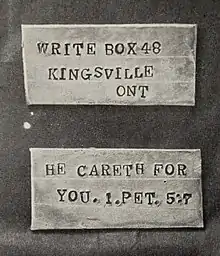 WRITE BOX 48
KINGSVILLE
ONT
HE CARETH FOR
YOU. 1. PET. 5:7